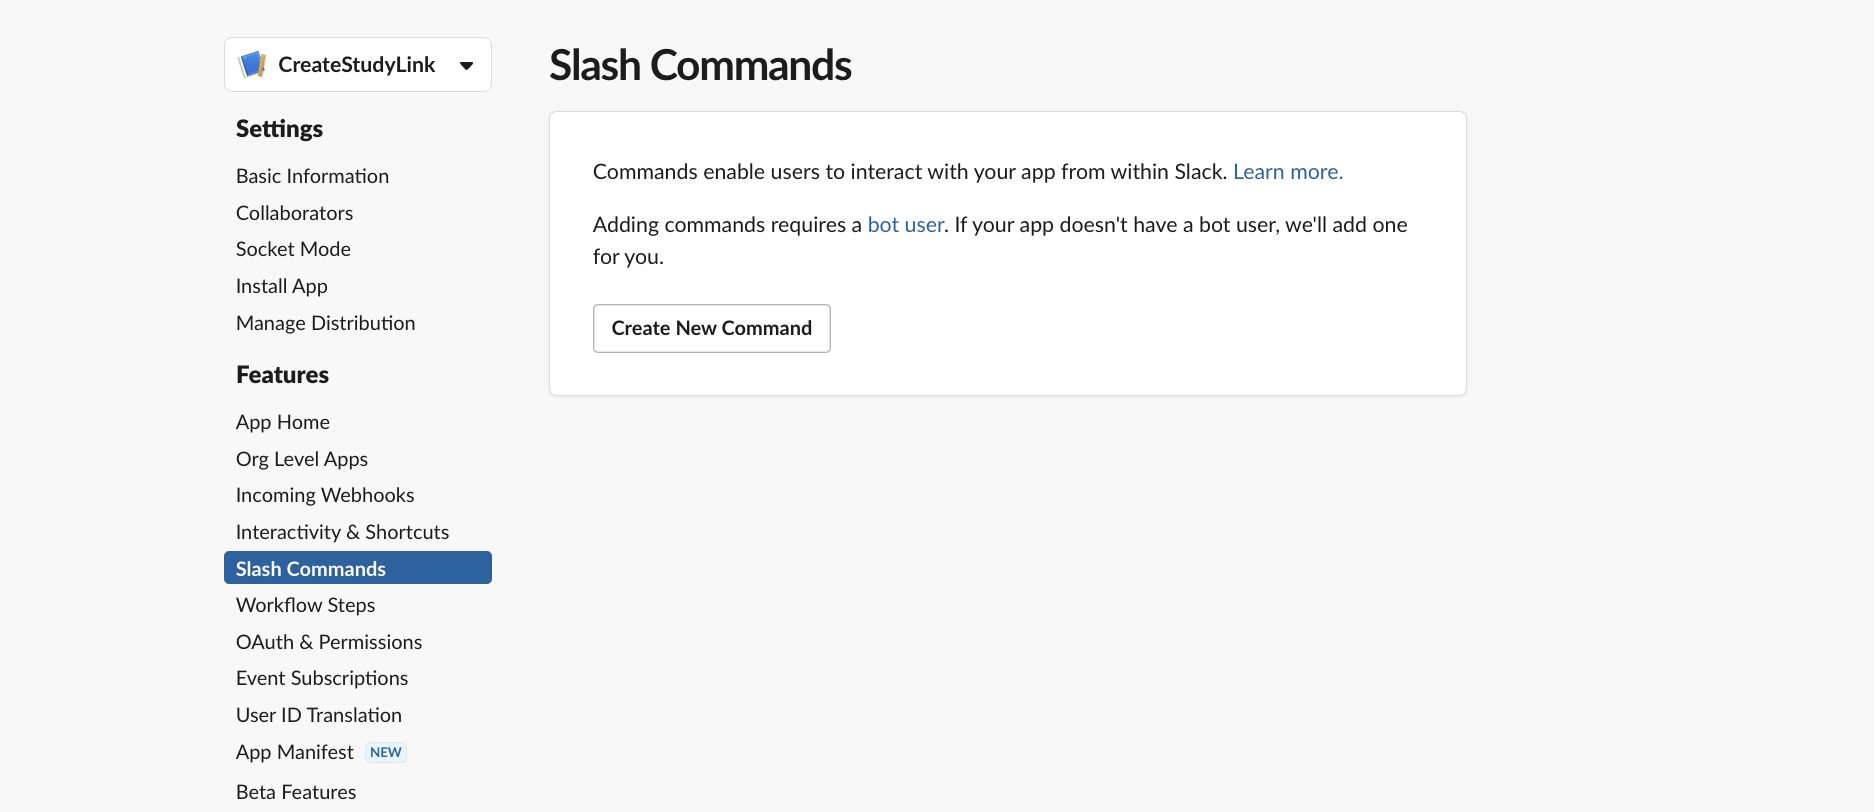 CreateStudyLink
Settings
Basic Information
Collaborators
Socket Mode
Install App
Manage Distribution
Features
App Home
Org Level Apps
Incoming Webhooks
Interactivity & Shortcuts
Slash Commands
Workflow Steps
OAuth & Permissions
Event Subscriptions
User ID Translation
App Manifest NEW
Beta Features
Slash Commands
Commands enable users to interact with your app from within Slack. Learn more.
Adding commands requires a bot user. If your app doesn't have a bot user, we'll add one
for you.
Create New Command